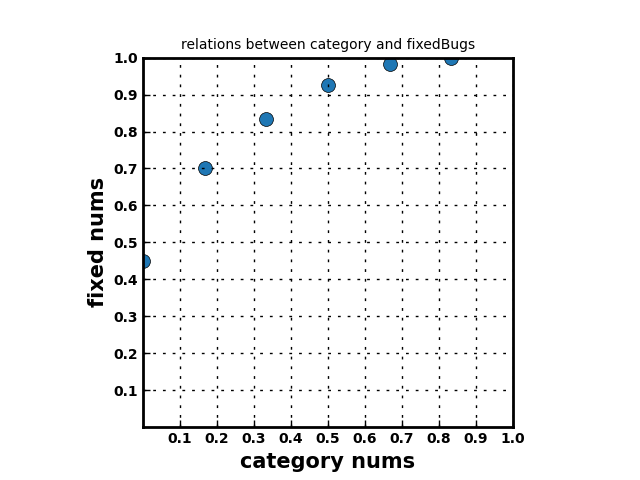 relations between category and fixedBugs
1.0
0.9
0.8
0.7
0.6
0.5
0.4
0.3
0.2
0.1
fixed nums
0.1 0.2 0.3 0.4 0.5 0.6 0.7 0.8 0.9 1.0
category nums